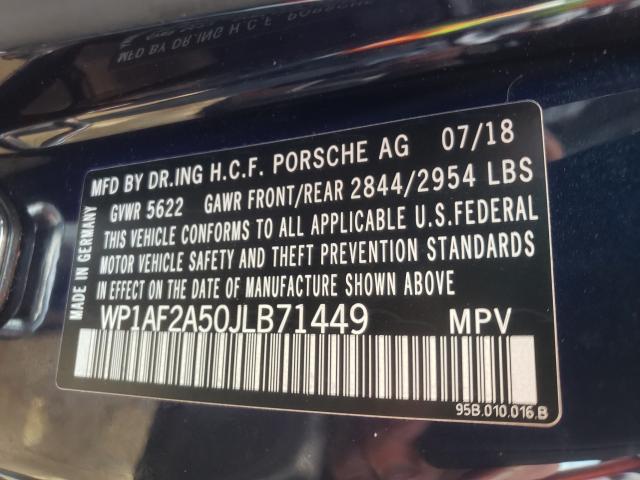 MFD BY DR.ING H.C.F. PORSCHE AG 07/18
GVWR 5622 GAWR FRONT/REAR 2844/2954 LBS
THIS VEHICLE CONFORMS TO ALL APPLICABLE U.S.FEDERAL
MOTOR VEHICLE SAFETY AND THEFT PREVENTION STANDARDS
IN EFFECT ON THE DATE OF MANUFACTURE SHOWN ABOVE
WP1AF2A50JLB71449 MPV
95B.010.016.B
MADE IN GERMANY